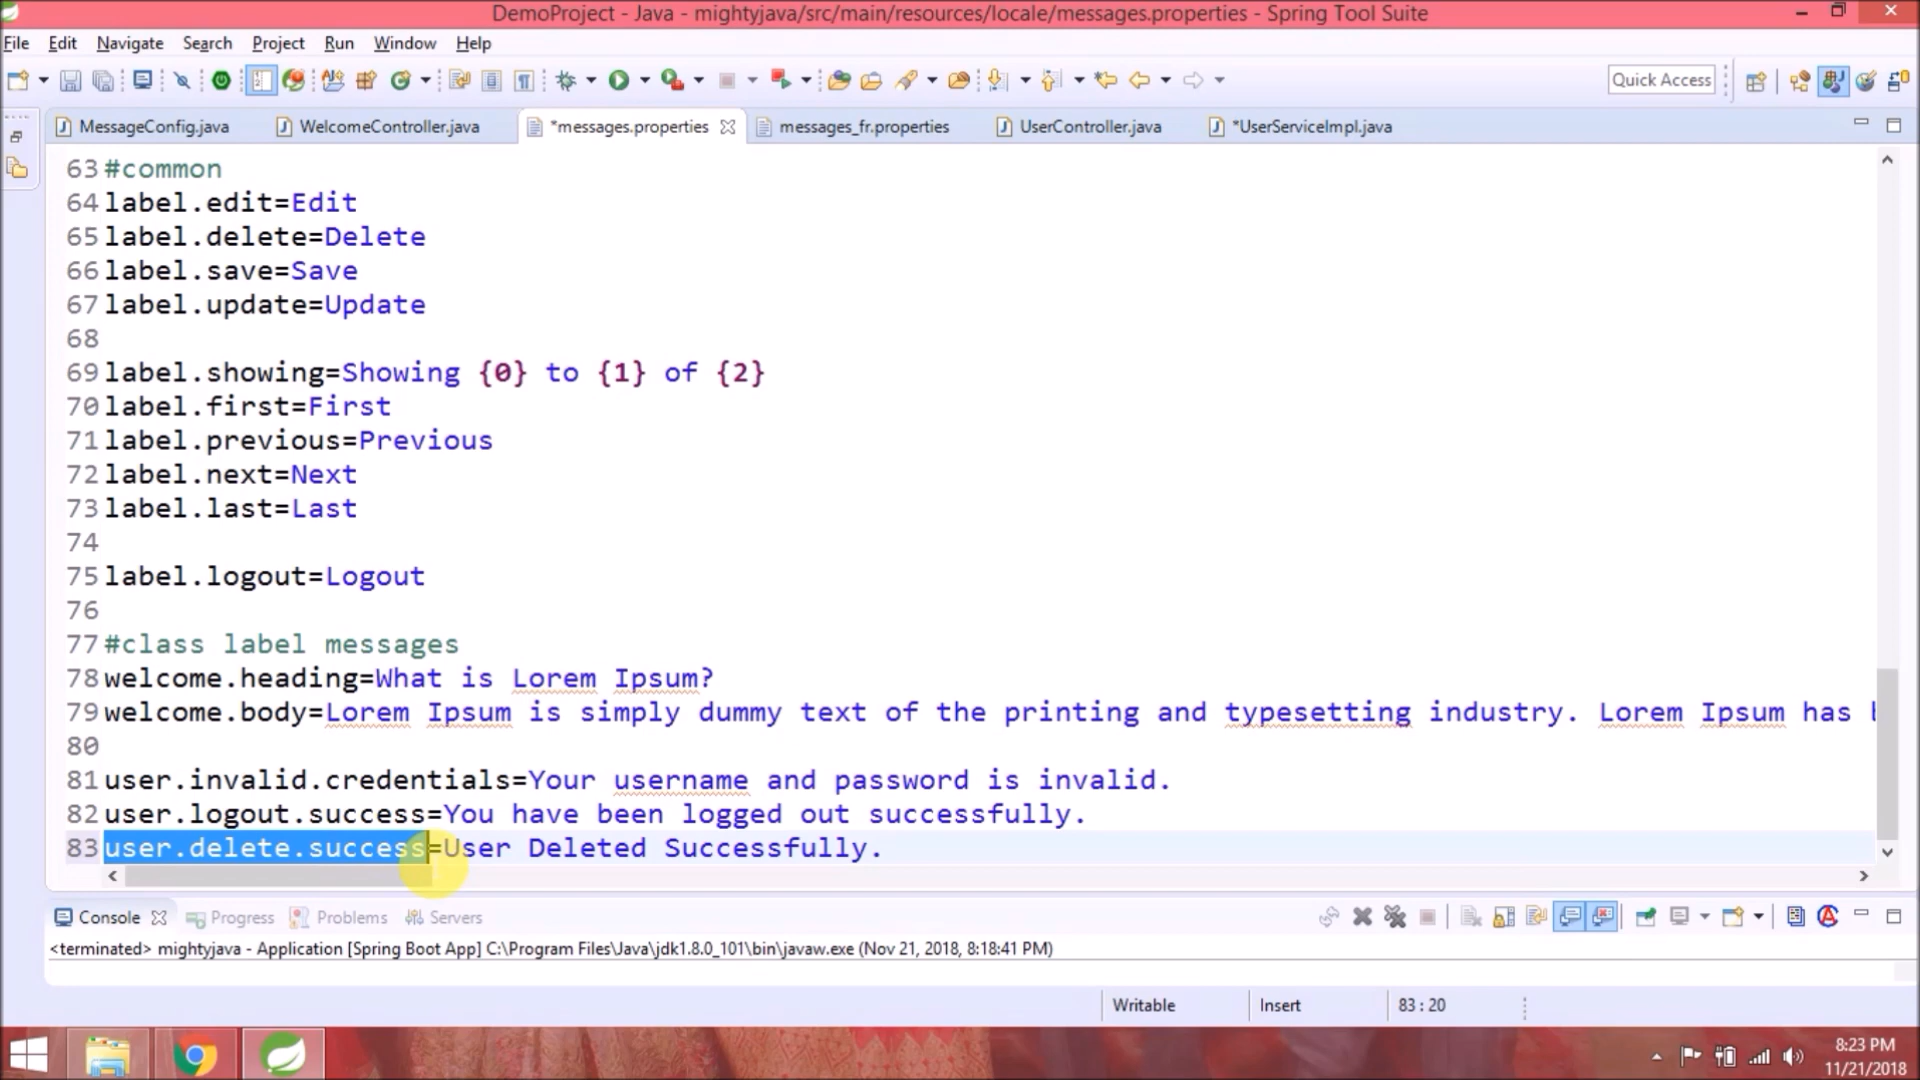 DemoProject - Java - mightyjava/src/main/resources/locale/messages.properties - Spring Tool Suite
File Edit Navigate Search Project Run Window Help
Quick Access
MessageConfig.java WelcomeController.java *messages.properties messages_fr.properties UserController.java *UserServiceImpl.java
63 #common
64 label.edit=Edit
65 label.delete=Delete
66 label.save=Save
67 label.update=Update
68
69 label.showing=Showing {0} to {1} of {2}
70 label.first=First
71 label.previous=Previous
72 label.next=Next
73 label.last=Last
74
75 label.logout=Logout
76
77 #class label messages
78 welcome.heading=What is Lorem Ipsum?
79 welcome.body=Lorem Ipsum is simply dummy text of the printing and typesetting industry. Lorem Ipsum has
80
81 user.invalid.credentials=Your username and password is invalid.
82 user.logout.success=You have been logged out successfully.
83 user.delete.success=User Deleted Successfully.
Console Progress Problems Servers
<terminated> mightyjava - Application [Spring Boot App] C:\Program Files\Java\jdk1.8.0_101\bin\javaw.exe (Nov 21, 2018, 8:18:41 PM)
Writable Insert 83 : 20
8:23 PM
11/21/2018